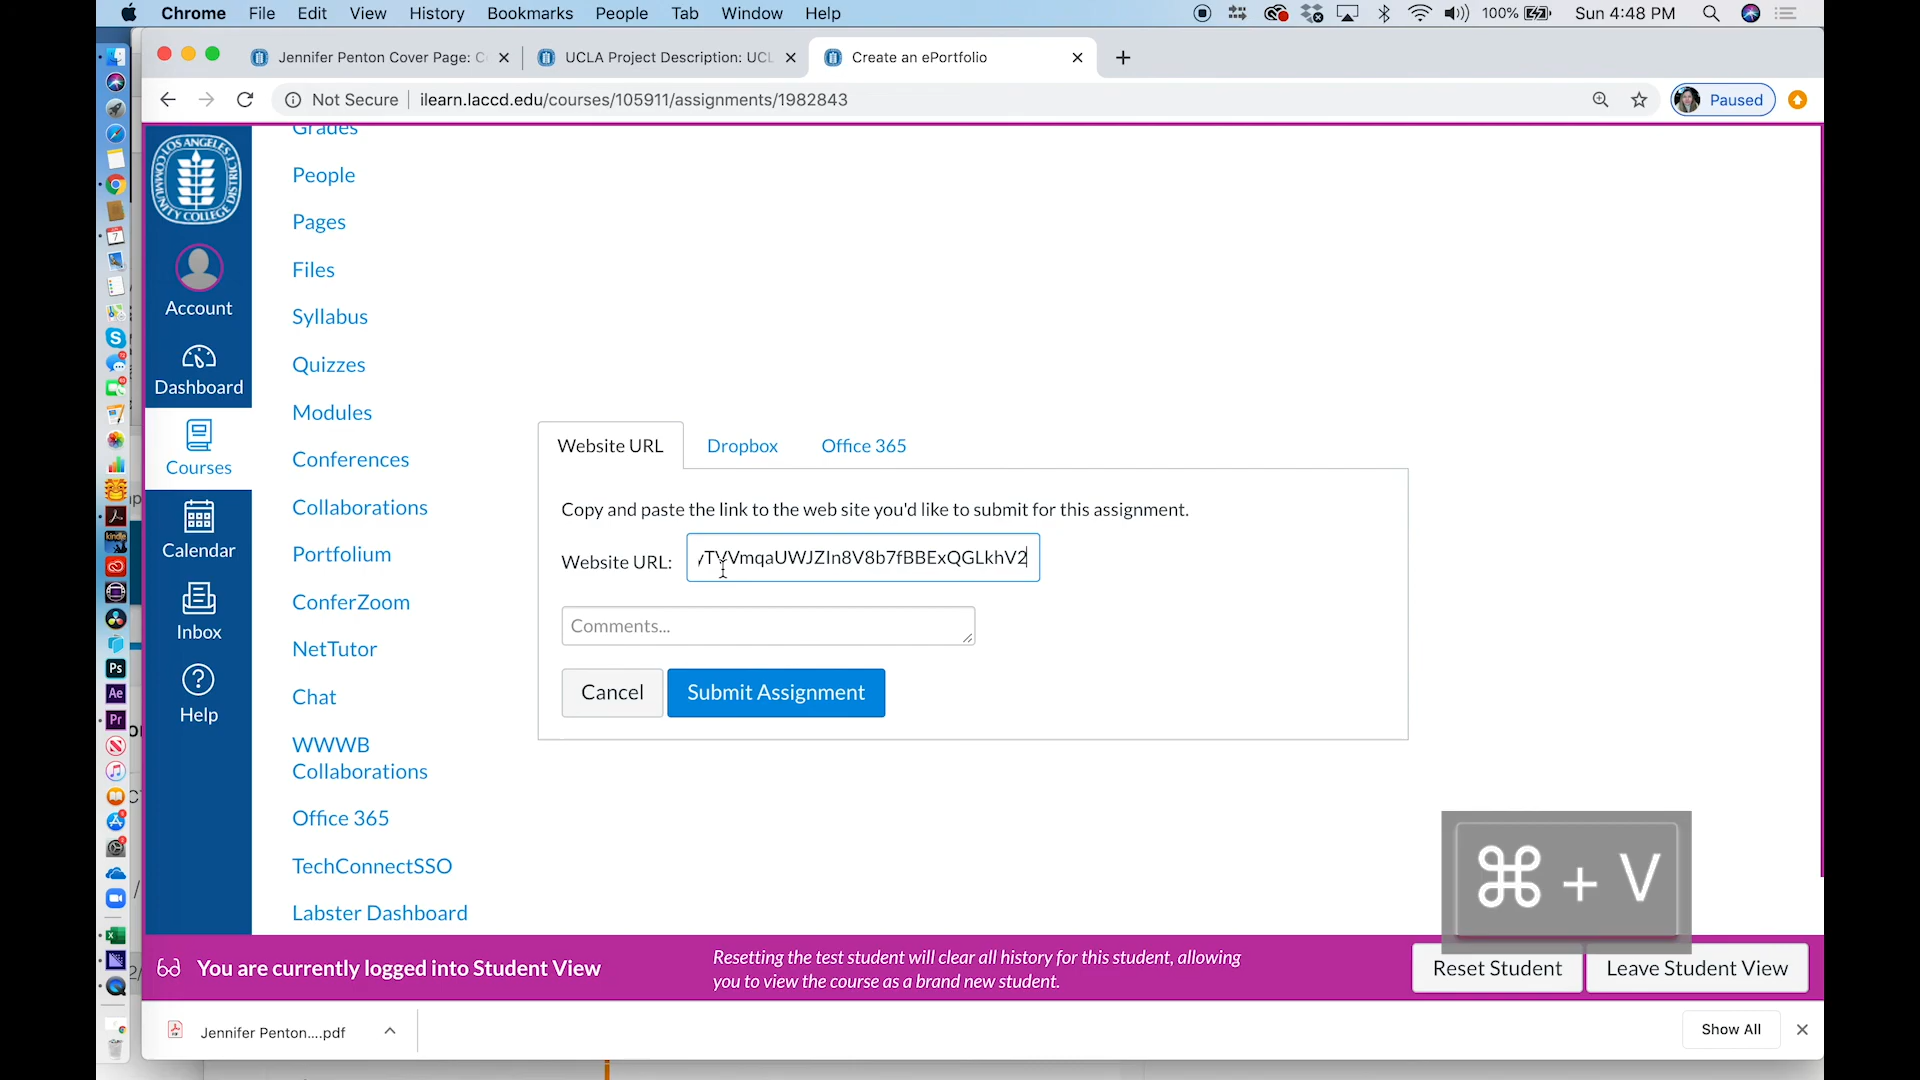 Chrome File Edit View History Bookmarks People Tab Window Help
100% Sun 4:48 PM
Jennifer Penton Cover Page: C
UCLA Project Description: UCL
Create an ePortfolio
Not Secure ilearn.laccd.edu/courses/105911/assignments/1982843
Paused
LOS ANGELES
COMMUNITY COLLEGE DISTRICT
Account
Dashboard
Courses
Calendar
Inbox
Help
Grades
People
Pages
Files
Syllabus
Quizzes
Modules
Conferences
Collaborations
Portfolium
ConferZoom
NetTutor
Chat
WWWB
Collaborations
Office 365
TechConnectSSO
Labster Dashboard
Website URL Dropbox Office 365
Copy and paste the link to the web site you'd like to submit for this assignment.
Website URL:
Comments...
Cancel Submit Assignment
⌘ + V
You are currently logged into Student View
Resetting the test student will clear all history for this student, allowing
you to view the course as a brand new student.
Reset Student Leave Student View
Jennifer Penton....pdf
Show All